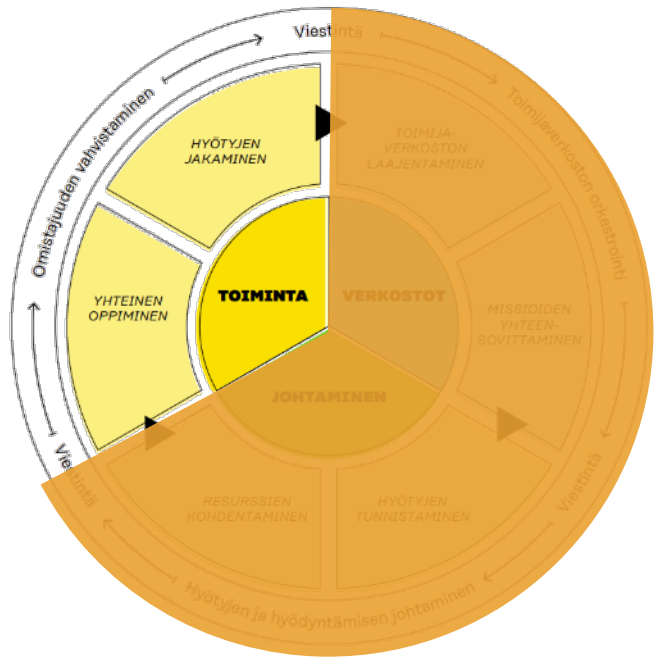 Viestintä
Toimijaverkoston orkestrointi
Omistajuuden vahvistaminen
HYÖTYJEN
JAKAMINEN
TOIMIJA-
VERKOSTON
LAAJENTAMINEN
YHTEINEN
OPPIMINEN
TOIMINTA
VERKOSTOT
MISSIOIDEN
YHTEEN-
SOVITTAMINEN
JOHTAMINEN
Viestintä
Viestintä
RESURSSIEN
KOHDENTAMINEN
HYÖTYJEN
TUNNISTAMINEN
Hyötyjen ja hyödyntämisen johtaminen